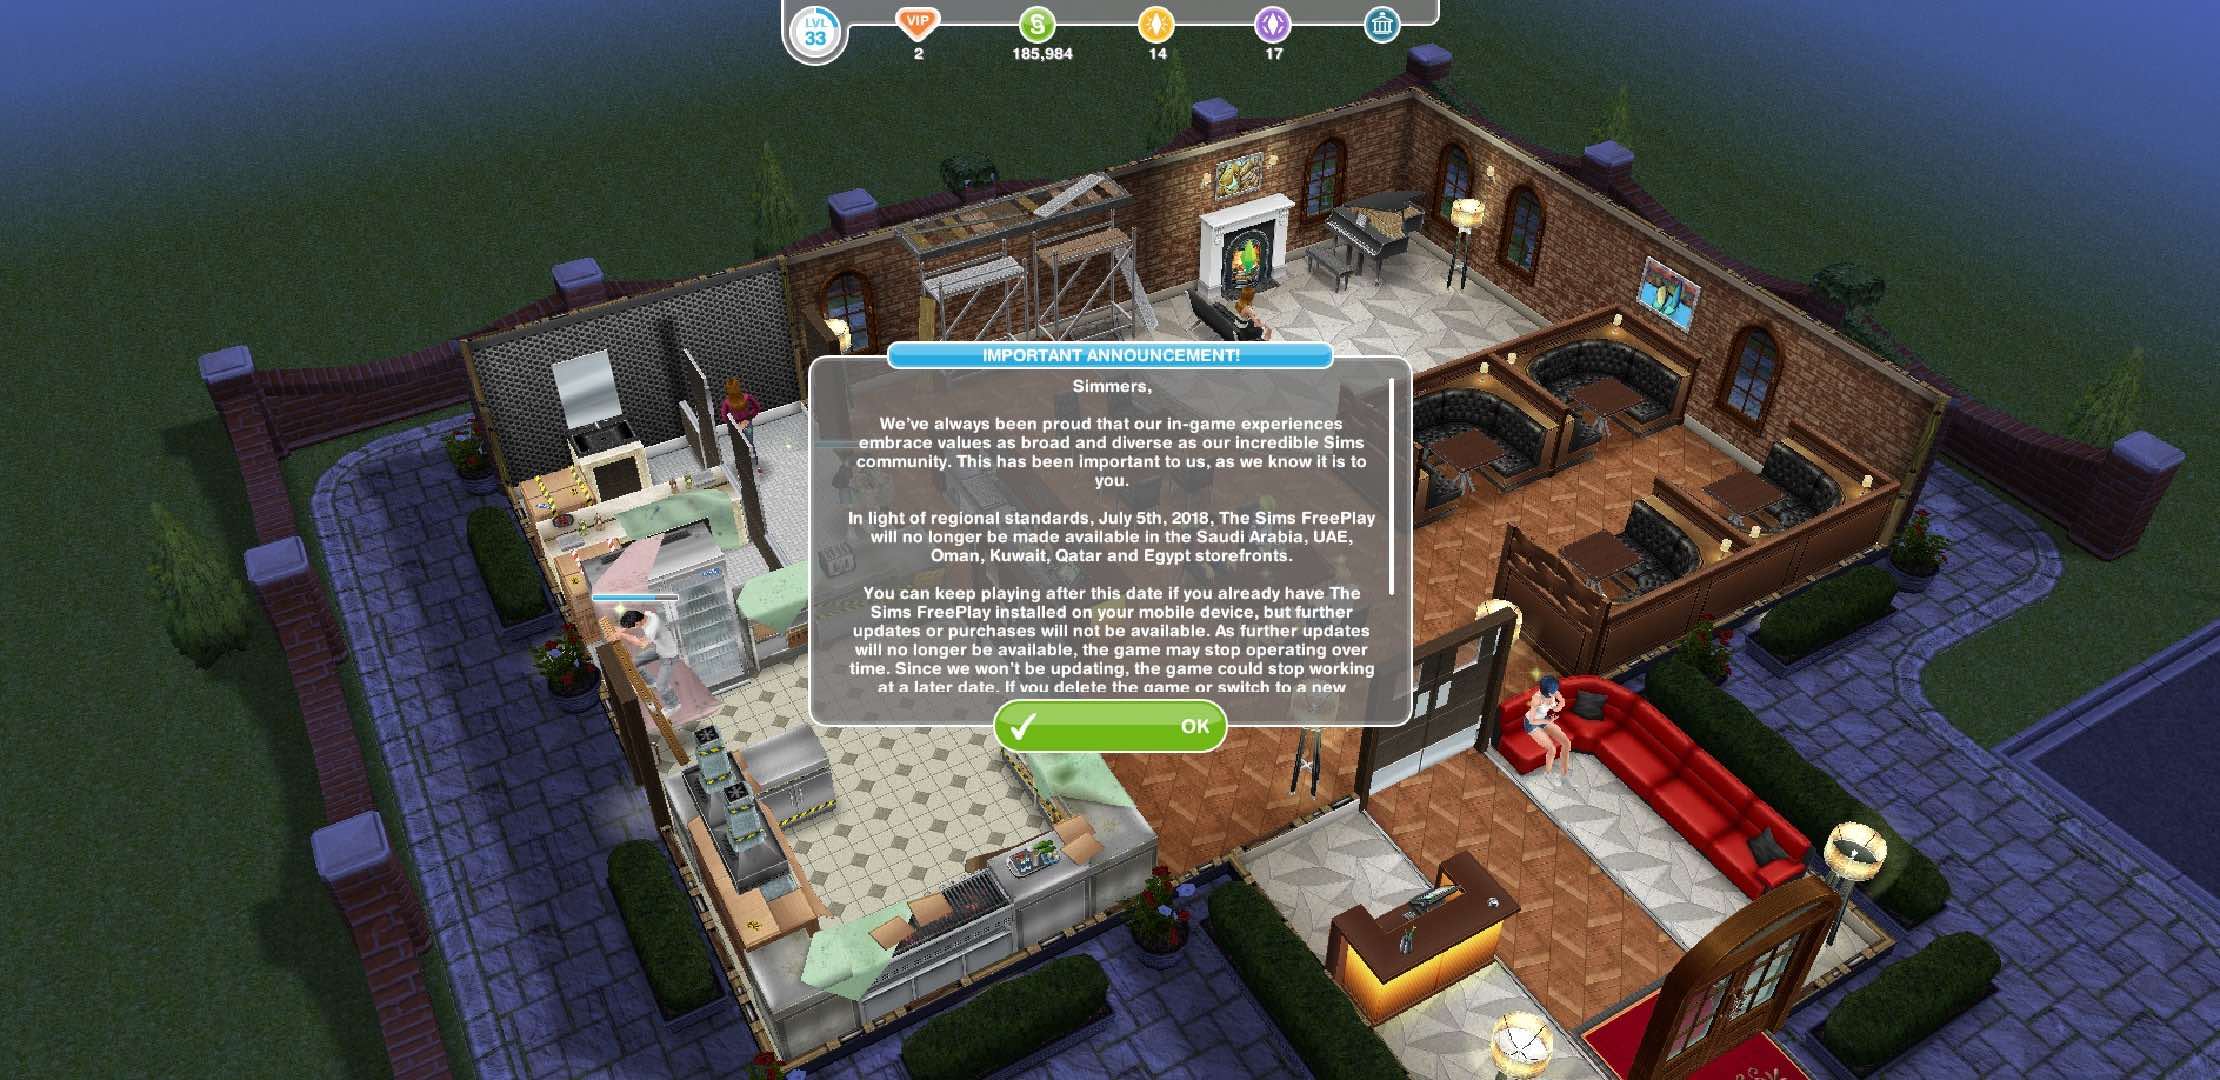 LVL
33
VIP
2
185,984
14
17
IMPORTANT ANNOUNCEMENT!
Simmers,
We've always been proud that our in-game experiences
embrace values as broad and diverse as our incredible Sims
community. This has been important to us, as we know it is to
you.
In light of regional standards, July 5th, 2018, The Sims FreePlay
will no longer be made available in the Saudi Arabia, UAE,
Oman, Kuwait, Qatar and Egypt storefronts.
You can keep playing after this date if you already have The
Sims FreePlay installed on your mobile device, but further
updates or purchases will not be available. As further updates
will no longer be available, the game may stop operating over
time. Since we won't be updating, the game could stop working
at a later date. If you delete the game or switch to a new
OK